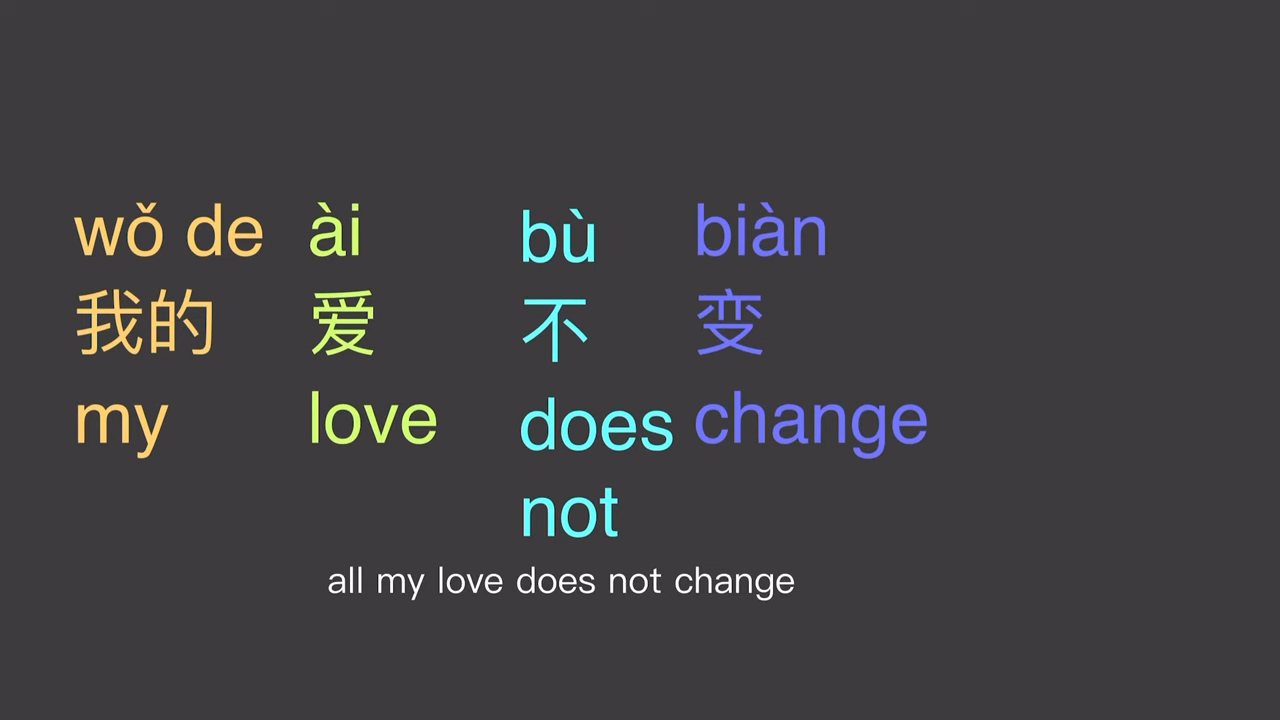 wǒ de ài bù biàn
我的 爱 不 变
my love does change
not
all my love does not change